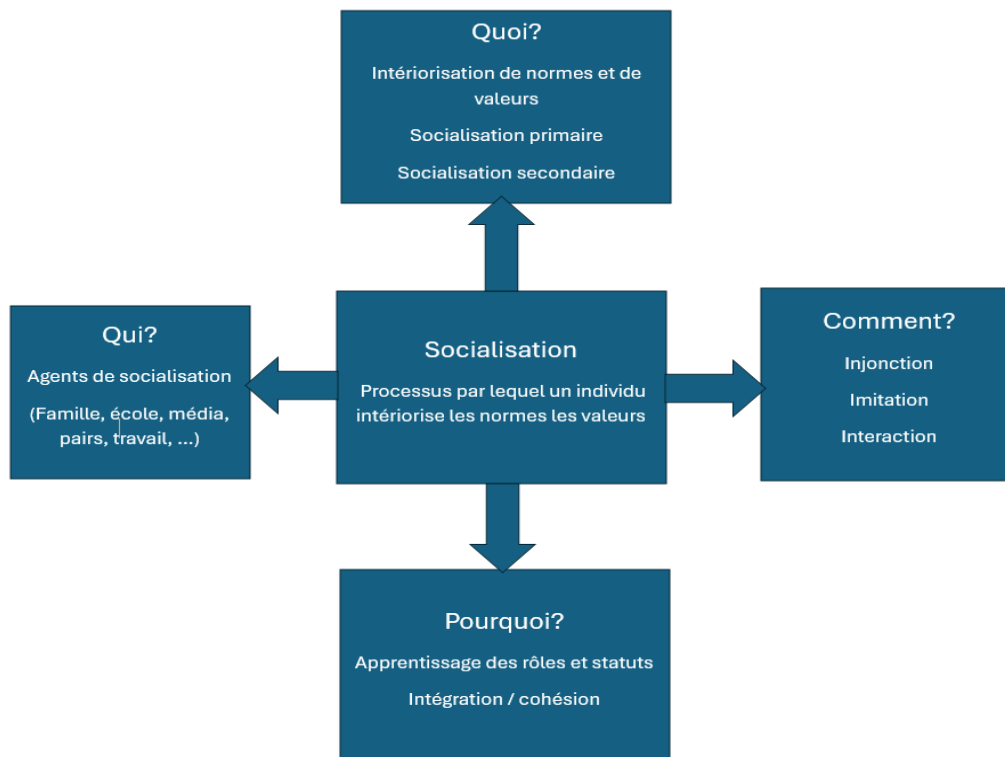 Quoi?
Intériorisation de normes et de
valeurs
Socialisation primaire
Socialisation secondaire
Qui?
Agents de socialisation
(Famille, école, média,
pairs, travail, ...)
Socialisation
Processus par lequel un individu
intériorise les normes les valeurs
Comment?
Injonction
Imitation
Interaction
Pourquoi?
Apprentissage des rôles et statuts
Intégration / cohésion